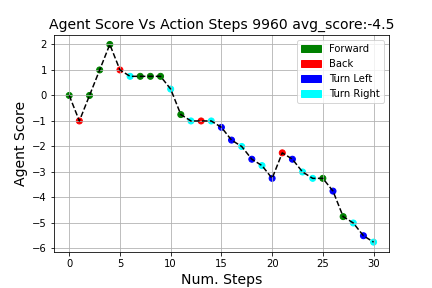 Agent Score Vs Action Steps 9960 avg_score:-4.5
Agent Score
2
1
0
−1
−2
−3
−4
−5
−6
Forward
Back
Turn Left
Turn Right
0 5 10 15 20 25 30
Num. Steps